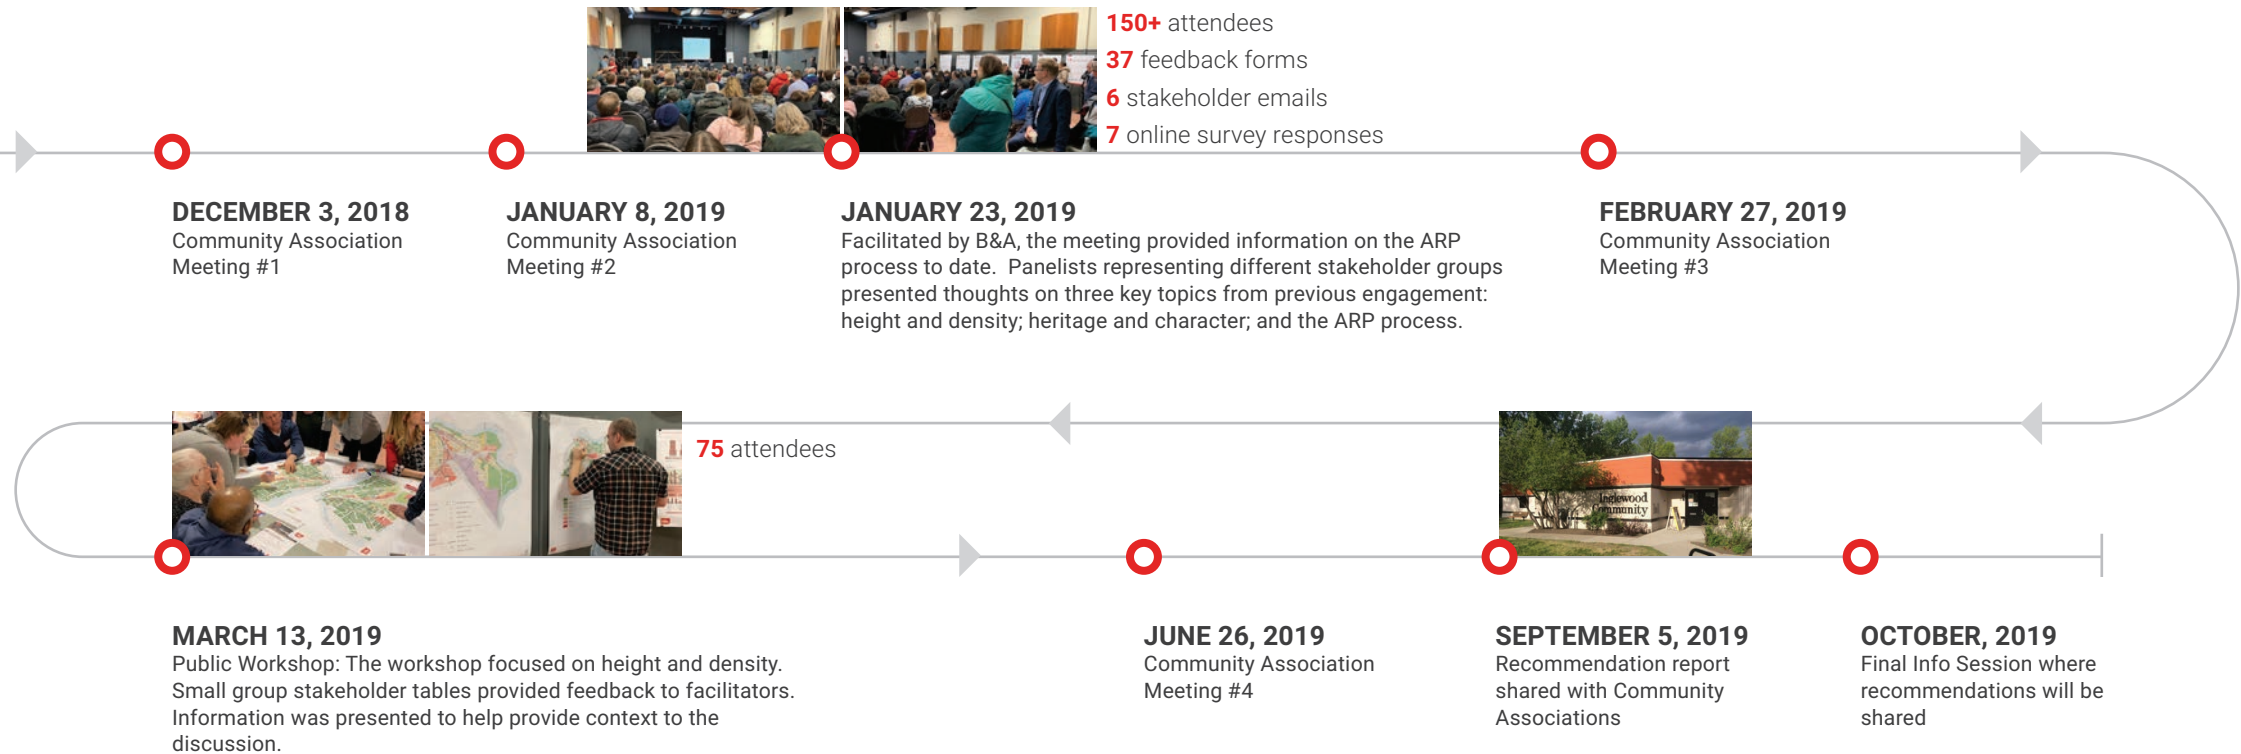 150+ attendees
37 feedback forms
6 stakeholder emails
7 online survey responses
DECEMBER 3, 2018
Community Association
Meeting #1
JANUARY 8, 2019
Community Association
Meeting #2
JANUARY 23, 2019
Facilitated by B&A, the meeting provided information on the ARP
process to date.  Panelists representing different stakeholder groups
presented thoughts on three key topics from previous engagement:
height and density; heritage and character; and the ARP process.
FEBRUARY 27, 2019
Community Association
Meeting #3
75 attendees
Inglewood
Community
MARCH 13, 2019
Public Workshop: The workshop focused on height and density.
Small group stakeholder tables provided feedback to facilitators.
Information was presented to help provide context to the
discussion.
JUNE 26, 2019
Community Association
Meeting #4
SEPTEMBER 5, 2019
Recommendation report
shared with Community
Associations
OCTOBER, 2019
Final Info Session where
recommendations will be
shared